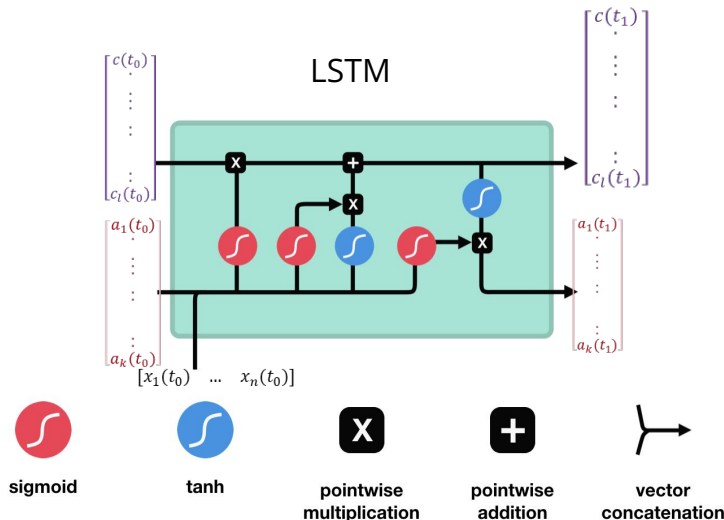 LSTM
c(t₀)
c_l(t₀)
a₁(t₀)
a_k(t₀)
[x₁(t₀) ... x_n(t₀)]
c(t₁)
c_l(t₁)
a₁(t₁)
a_k(t₁)
X
+
X
X
X
+
sigmoid
tanh
pointwise
multiplication
pointwise
addition
vector
concatenation